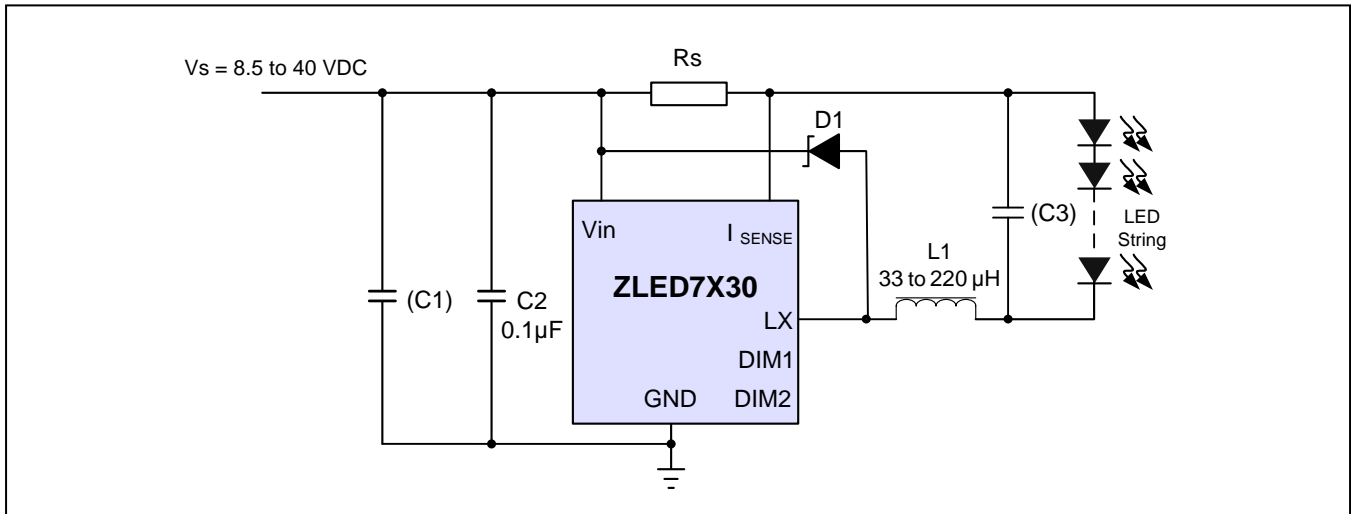 Vs = 8.5 to 40 VDC
Rs
D1
Vin
I SENSE
ZLED7X30
(C1)
C2
0.1µF
(C3)
LED
String
L1
33 to 220 µH
LX
DIM1
GND
DIM2